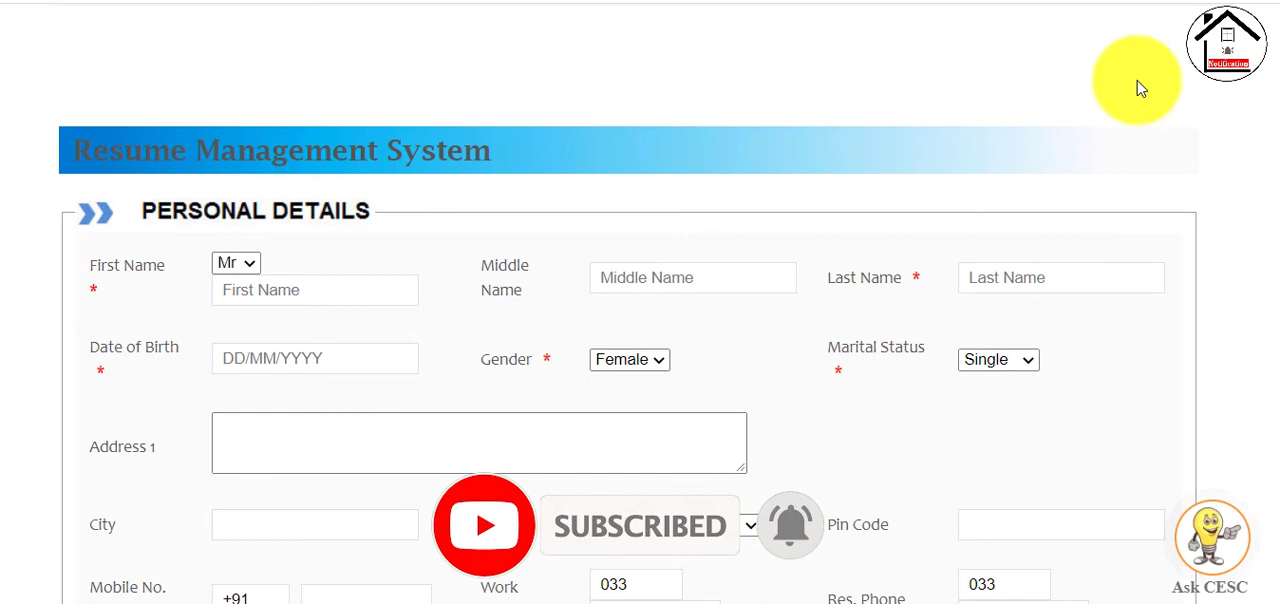 Notification
Resume Management System
PERSONAL DETAILS
First Name * Mr First Name Middle Name Middle Name Last Name * Last Name
Date of Birth * DD/MM/YYYY Gender * Female Marital Status * Single
Address 1
City SUBSCRIBED Pin Code
Mobile No. +91 Work 033 Res. Phone 033
Ask CESC